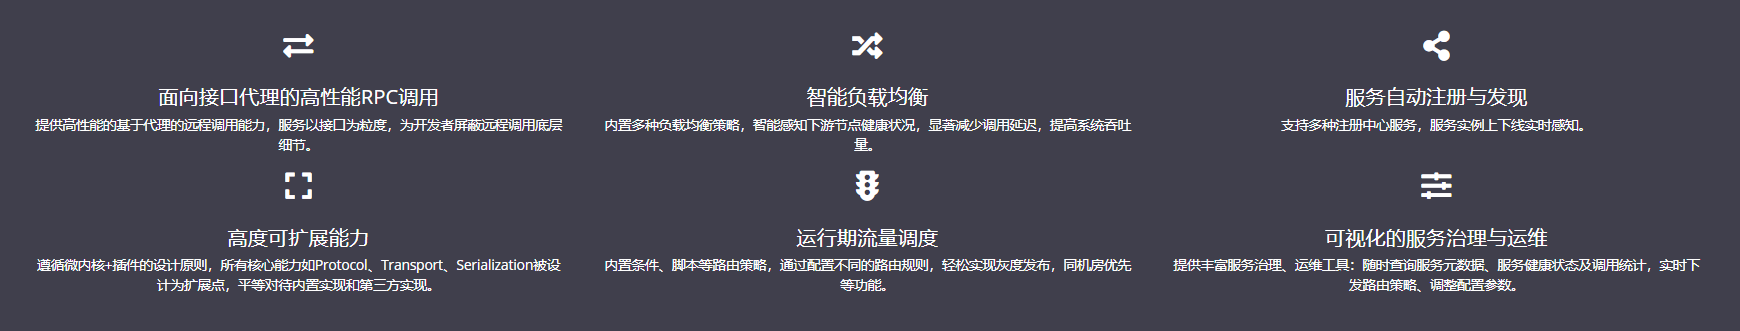 面向接口代理的高性能RPC调用
提供高性能的基于代理的远程调用能力，服务以接口为粒度，为开发者屏蔽远程调用底层
细节。
智能负载均衡
内置多种负载均衡策略，智能感知下游节点健康状况，显著减少调用延迟，提高系统吞吐
量。
服务自动注册与发现
支持多种注册中心服务，服务实例上下线实时感知。
高度可扩展能力
遵循微内核+插件的设计原则，所有核心能力如Protocol、Transport、Serialization被设
计为扩展点，平等对待内置实现和第三方实现。
运行期流量调度
内置条件、脚本等路由策略，通过配置不同的路由规则，轻松实现灰度发布，同机房优先
等功能。
可视化的服务治理与运维
提供丰富服务治理、运维工具：随时查询服务元数据、服务健康状态及调用统计，实时下
发路由策略、调整配置参数。